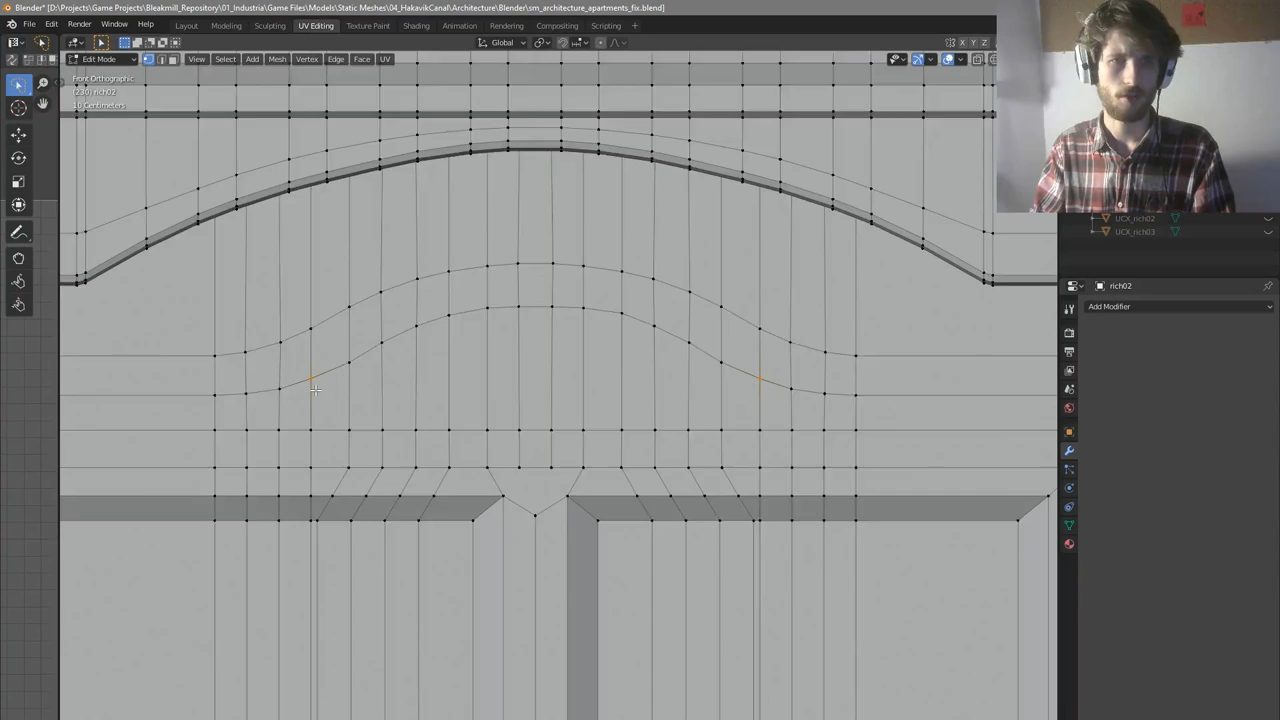 Blender* [D:\Projects\Game Projects\Bleakmill_Repository\01_Industria\Game Files\Models\Static Meshes\04_HakavikCanal\Architecture\Blender\sm_architecture_apartments_fix.blend]
File Edit Render Window Help Layout Modeling Sculpting UV Editing Texture Paint Shading Animation Rendering Compositing Scripting +
Global X Y Z
Edit Mode View Select Add Mesh Vertex Edge Face UV
Front Orthographic
(230) rich02
10 Centimeters
UCX_rich02
UCX_rich03
rich02
Add Modifier